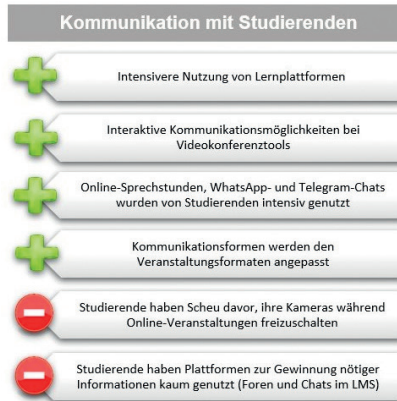 Kommunikation mit Studierenden
Intensivere Nutzung von Lernplattformen
Interaktive Kommunikationsmöglichkeiten bei
Videokonferenztools
Online-Sprechstunden, WhatsApp- und Telegram-Chats
wurden von Studierenden intensiv genutzt
Kommunikationsformen werden den
Veranstaltungsformaten angepasst
Studierende haben Scheu davor, ihre Kameras während
Online-Veranstaltungen freizuschalten
Studierende haben Plattformen zur Gewinnung nötiger
Informationen kaum genutzt (Foren und Chats im LMS)